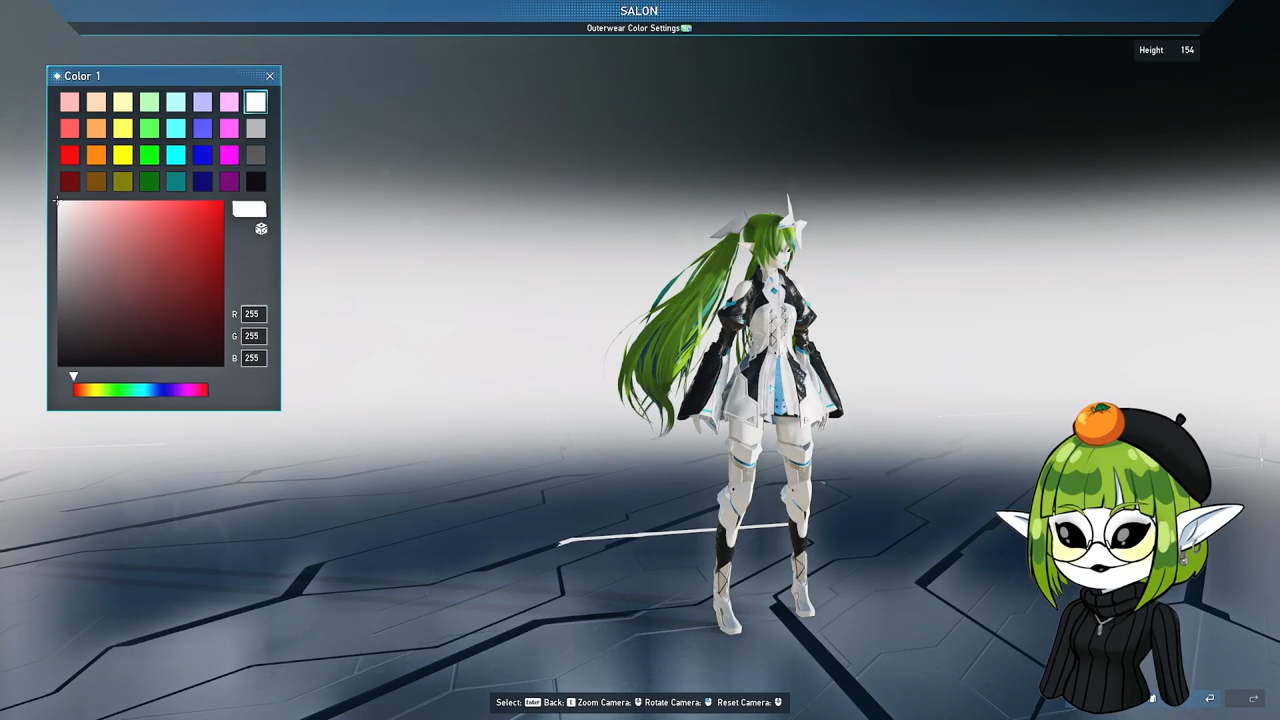 SALON
Outerwear Color Settings
Height 154
Color 1
R 255
G 255
B 255
Select: Enter Back: Zoom Camera: Rotate Camera: Reset Camera: